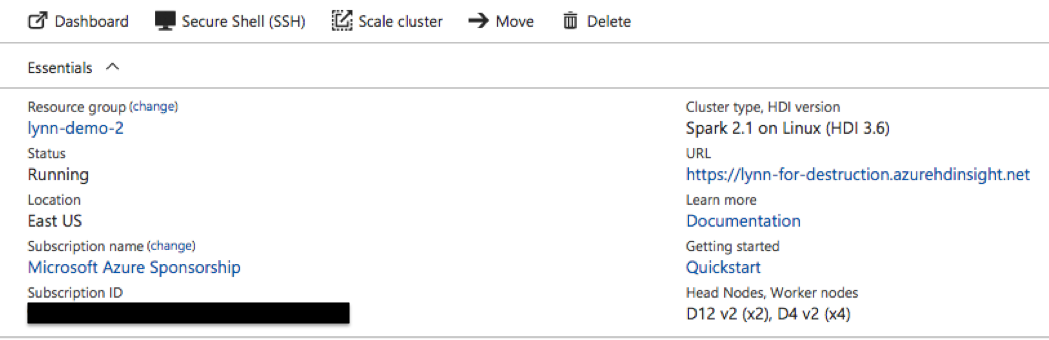 Dashboard Secure Shell (SSH) Scale cluster Move Delete
Essentials
Resource group (change)
lynn-demo-2
Status
Running
Location
East US
Subscription name (change)
Microsoft Azure Sponsorship
Subscription ID
Cluster type, HDI version
Spark 2.1 on Linux (HDI 3.6)
URL
https://lynn-for-destruction.azurehdinsight.net
Learn more
Documentation
Getting started
Quickstart
Head Nodes, Worker nodes
D12 v2 (x2), D4 v2 (x4)